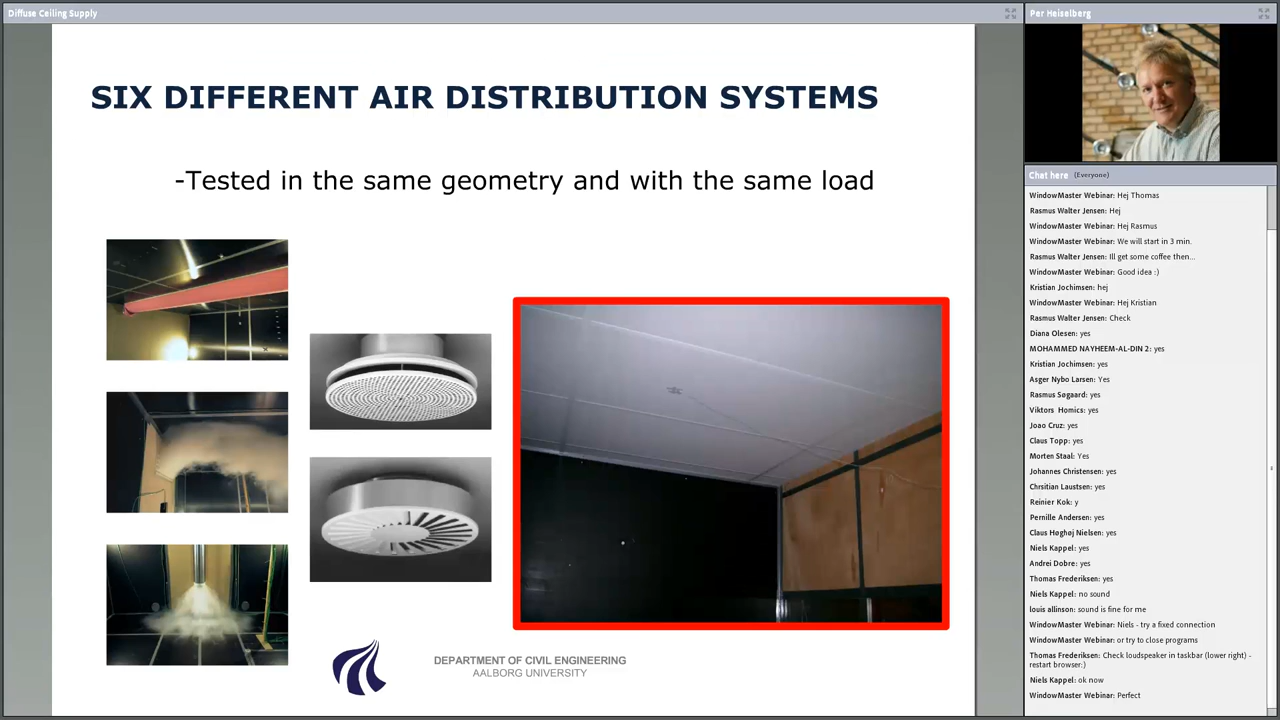 Diffuse Ceiling Supply
SIX DIFFERENT AIR DISTRIBUTION SYSTEMS
-Tested in the same geometry and with the same load
DEPARTMENT OF CIVIL ENGINEERING
AALBORG UNIVERSITY
Per Heiselberg
Chat here (Everyone)
WindowMaster Webinar: Hej Thomas
Rasmus Walter Jensen: Hej
WindowMaster Webinar: Hej Rasmus
WindowMaster Webinar: We will start in 3 min.
Rasmus Walter Jensen: Ill get some coffee then...
WindowMaster Webinar: Good idea :)
Kristian Jochimsen: hej
WindowMaster Webinar: Hej Kristian
Rasmus Walter Jensen: Check
Diana Olesen: yes
MOHAMMED NAYHEEM-AL-DIN 2: yes
Kristian Jochimsen: yes
Asger Nybo Larsen: Yes
Rasmus Søgaard: yes
Viktors Homics: yes
Joao Cruz: yes
Claus Topp: yes
Morten Staal: Yes
Johannes Christensen: yes
Chrsitian Laustsen: yes
Reinier Kok: y
Pernille Andersen: yes
Claus Høghøj Nielsen: yes
Niels Kappel: yes
Andrei Dobre: yes
Thomas Frederiksen: yes
Niels Kappel: no sound
louis allinson: sound is fine for me
WindowMaster Webinar: Niels - try a fixed connection
WindowMaster Webinar: or try to close programs
Thomas Frederiksen: Check loudspeaker in taskbar (lower right) -
restart browser:)
Niels Kappel: ok now
WindowMaster Webinar: Perfect